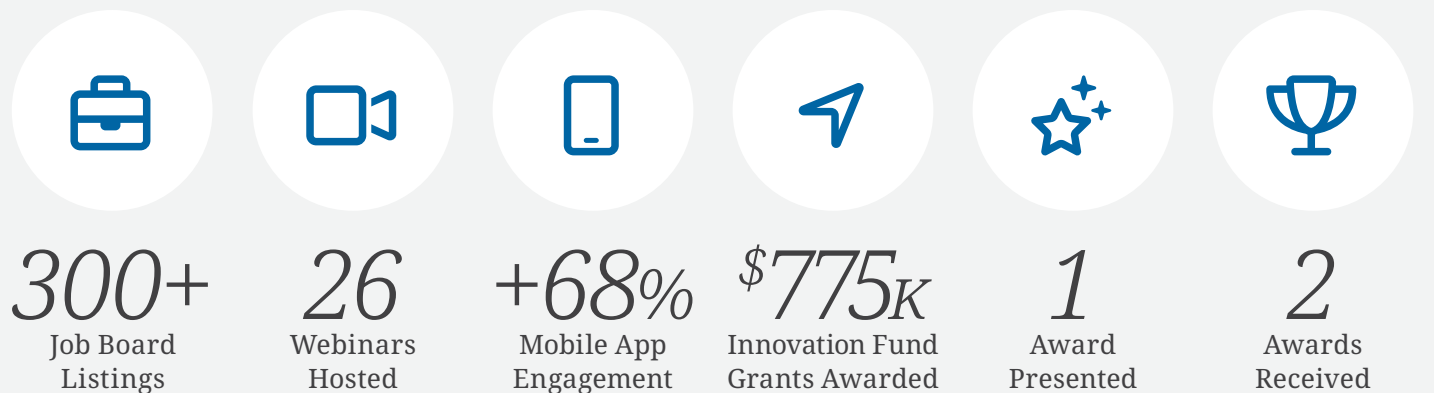 300+
Job Board
Listings
26
Webinars
Hosted
+68%
Mobile App
Engagement
$775K
Innovation Fund
Grants Awarded
1
Award
Presented
2
Awards
Received